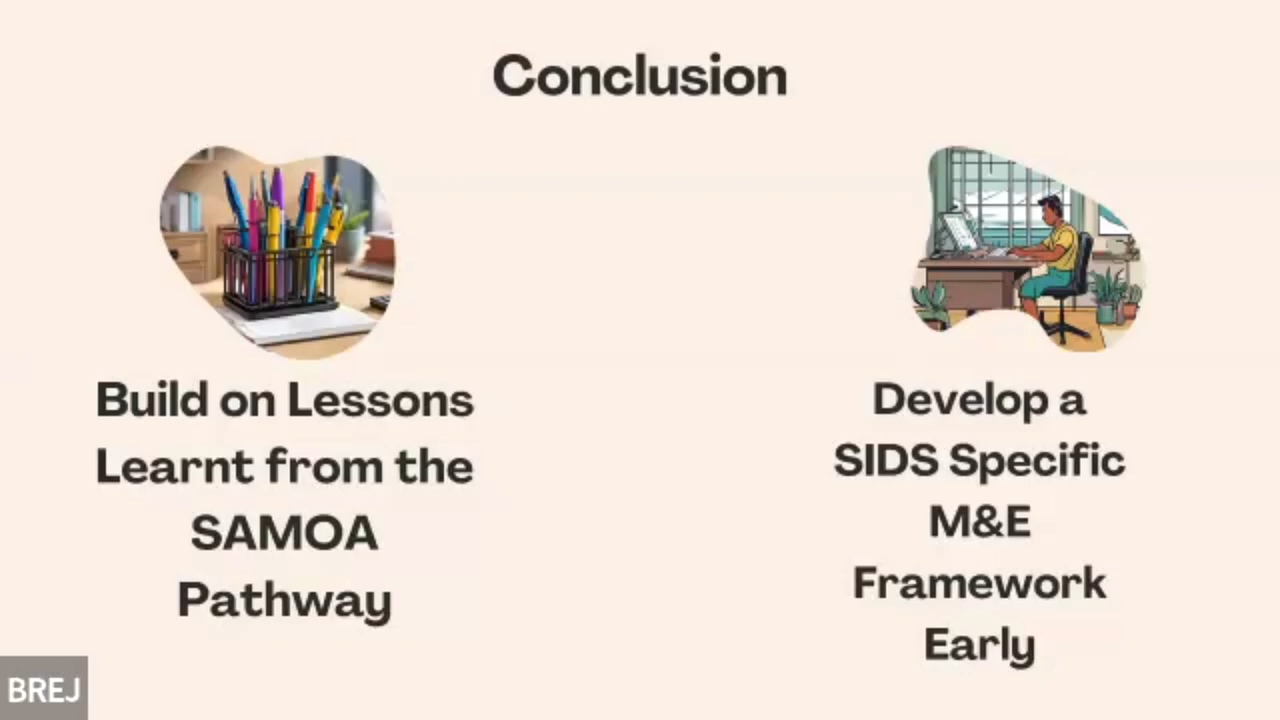 Conclusion
Build on Lessons
Learnt from the
SAMOA
Pathway
Develop a
SIDS Specific
M&E
Framework
Early
BREJ